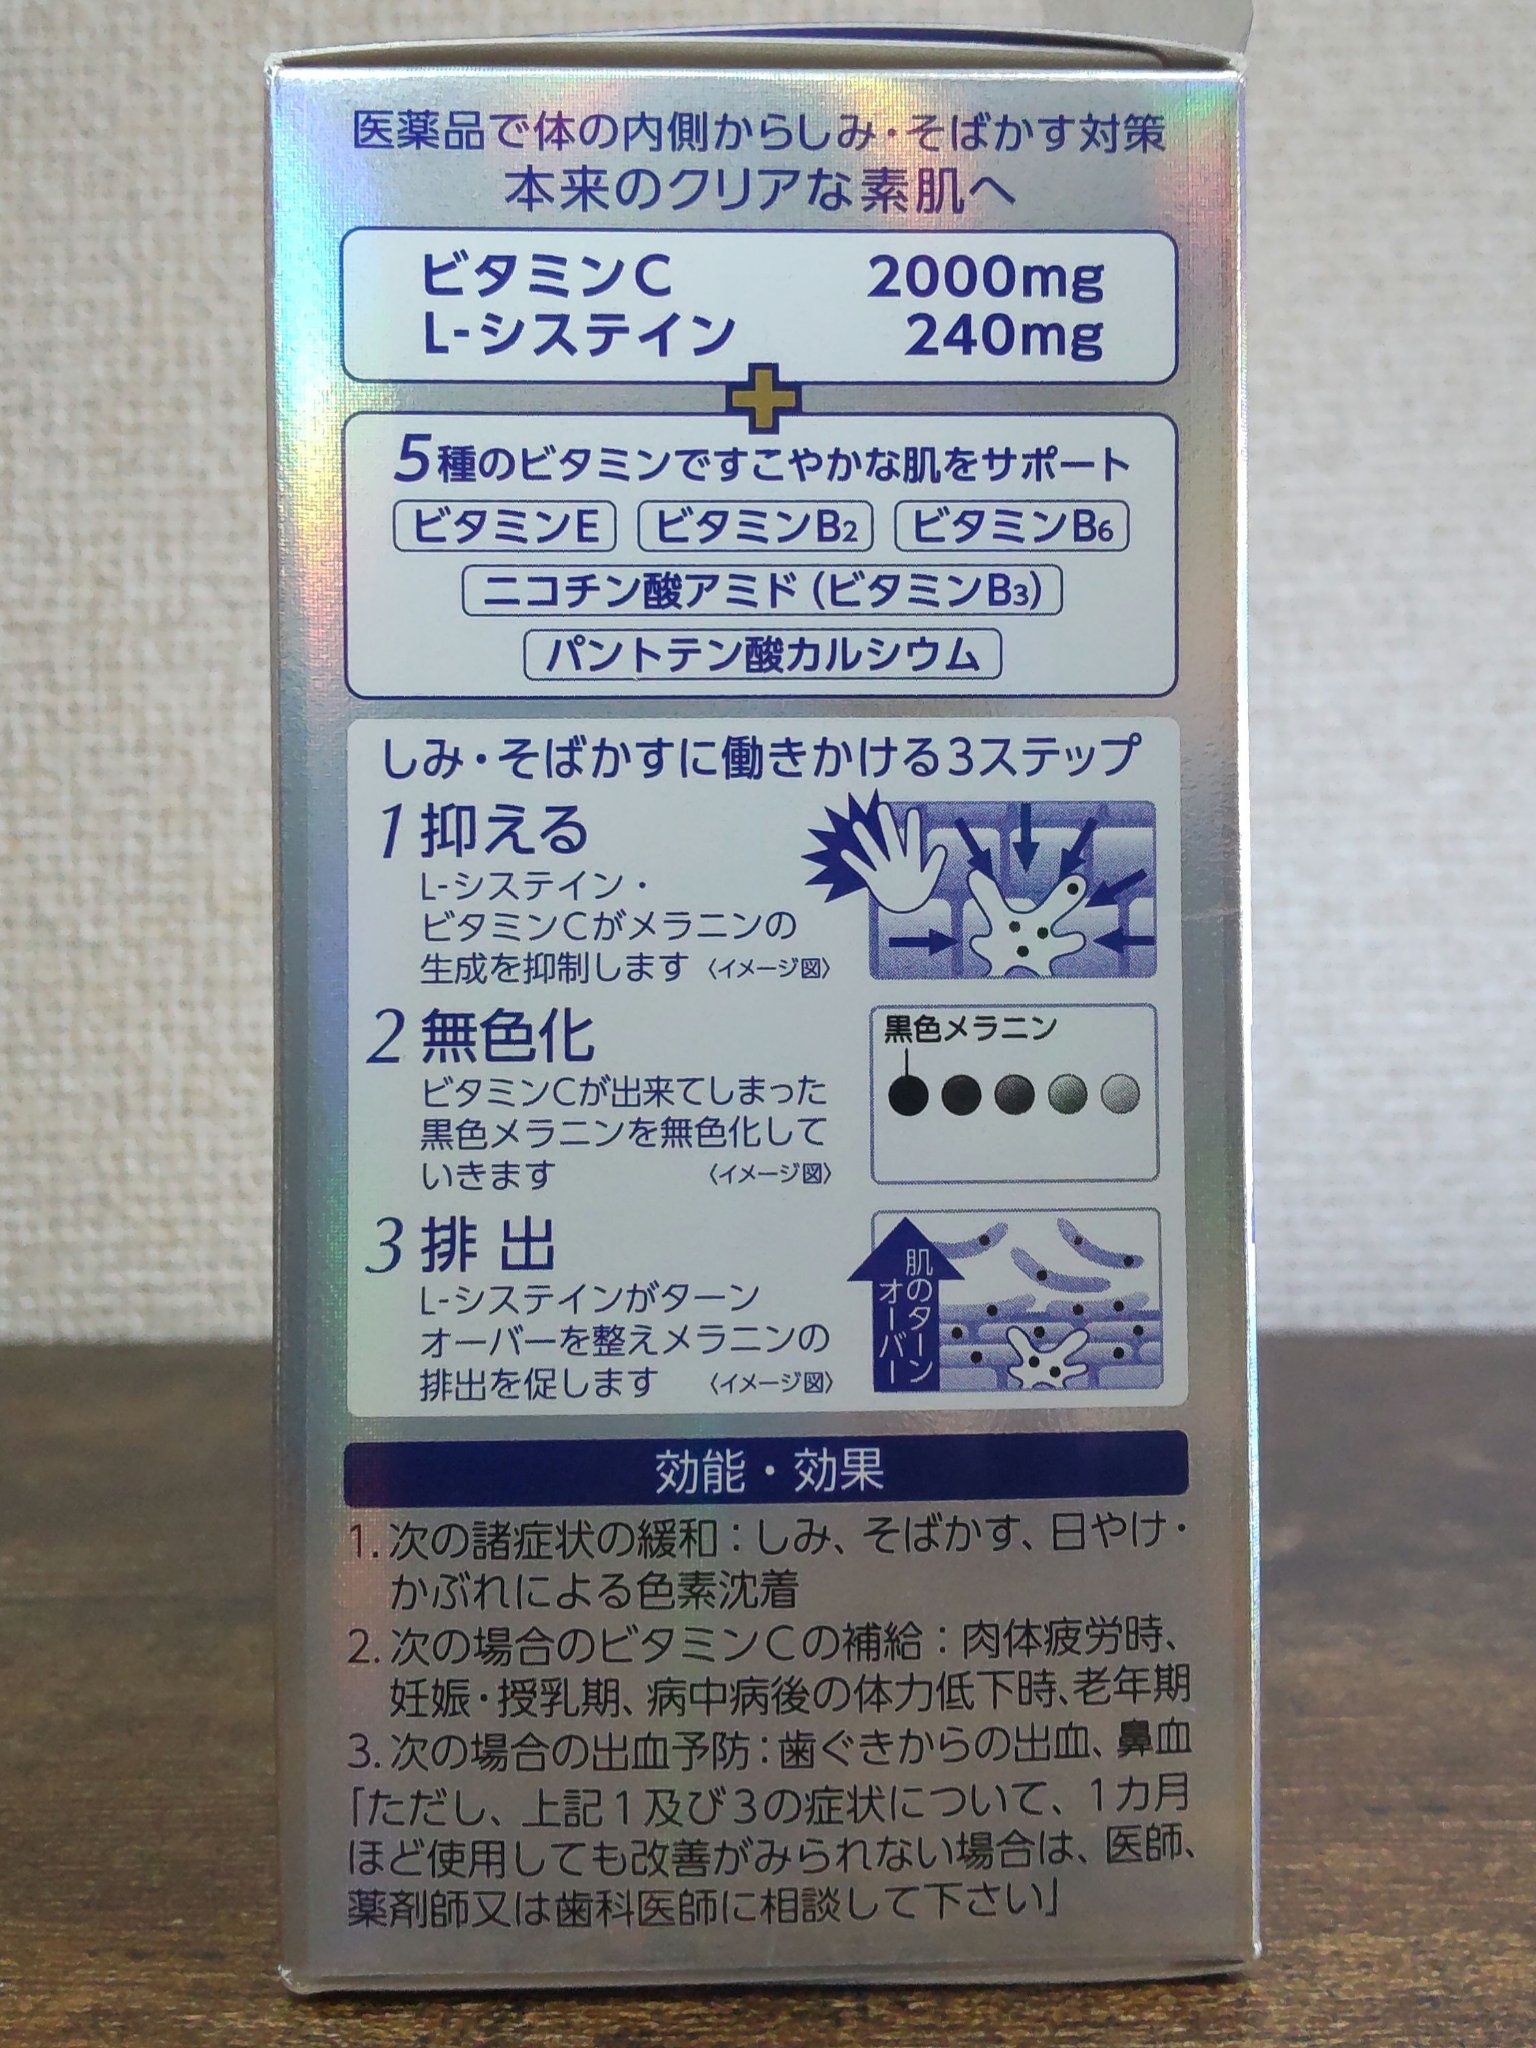 医薬品で体の内側からしみ・そばかす対策
本来のクリアな素肌へ
ビタミンC 2000mg
L-システイン 240mg
5種のビタミンですこやかな肌をサポート
ビタミンE ビタミンB2 ビタミンB6
ニコチン酸アミド(ビタミンB3)
パントテン酸カルシウム
しみ・そばかすに働きかける3ステップ
1 抑える
L-システイン・
ビタミンCがメラニンの
生成を抑制します 〈イメージ図〉
2 無色化
ビタミンCが出来てしまった
黒色メラニンを無色化して
いきます 〈イメージ図〉
黒色メラニン
3 排出
L-システインがターン
オーバーを整えメラニンの
排出を促します 〈イメージ図〉
肌のターン
オーバー
効能・効果
1. 次の諸症状の緩和:しみ、そばかす、日やけ・
かぶれによる色素沈着
2. 次の場合のビタミンCの補給:肉体疲労時、
妊娠・授乳期、病中病後の体力低下時、老年期
3. 次の場合の出血予防:歯ぐきからの出血、鼻血
「ただし、上記1及び3の症状について、1カ月
ほど使用しても改善がみられない場合は、医師、
薬剤師又は歯科医師に相談して下さい」